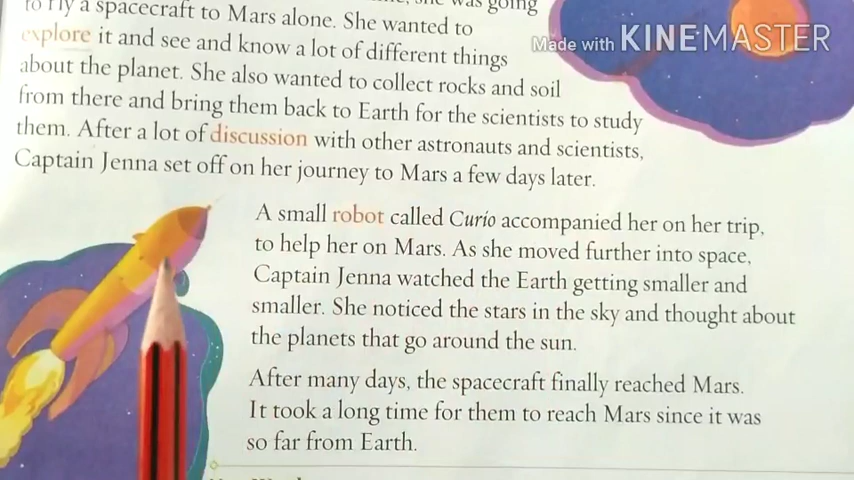 she was going
to fly a spacecraft to Mars alone. She wanted to
explore it and see and know a lot of different things
about the planet. She also wanted to collect rocks and soil
from there and bring them back to Earth for the scientists to study
them. After a lot of discussion with other astronauts and scientists,
Captain Jenna set off on her journey to Mars a few days later.
A small robot called Curio accompanied her on her trip,
to help her on Mars. As she moved further into space,
Captain Jenna watched the Earth getting smaller and
smaller. She noticed the stars in the sky and thought about
the planets that go around the sun.
After many days, the spacecraft finally reached Mars.
It took a long time for them to reach Mars since it was
so far from Earth.
Made with KINEMASTER